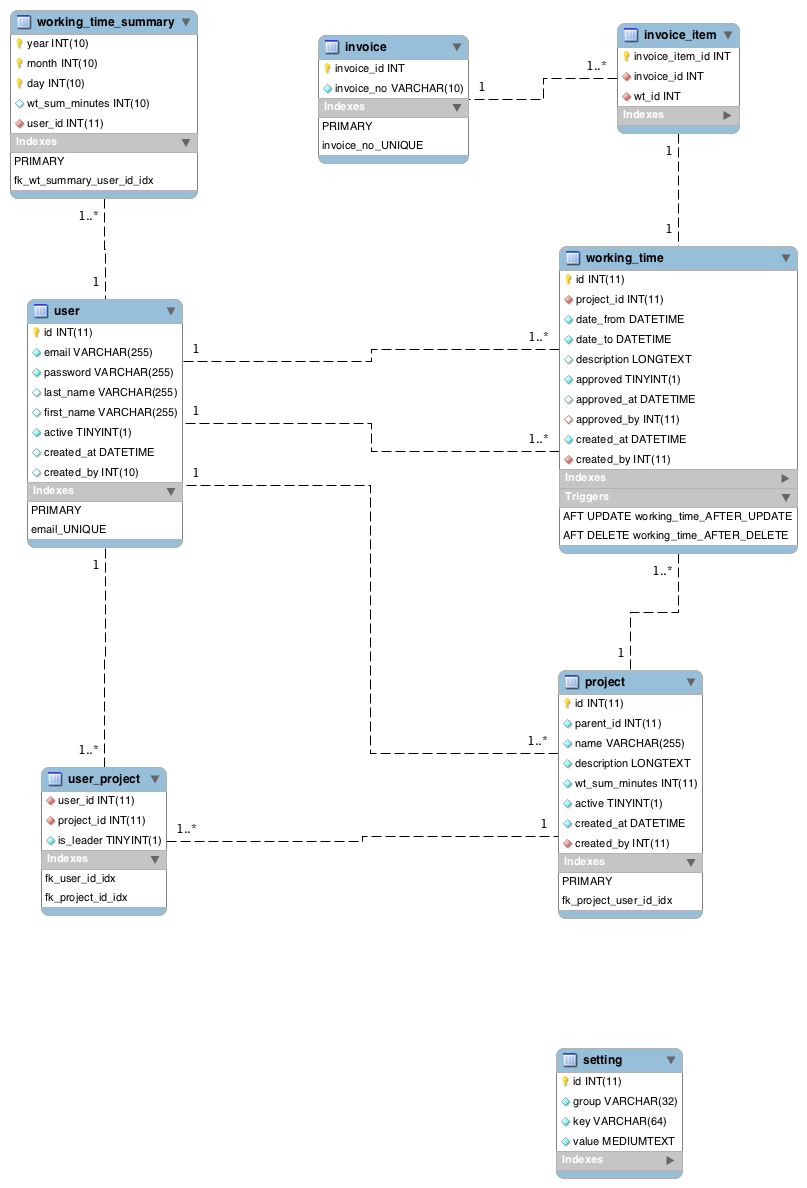 working_time_summary
year INT(10)
month INT(10)
day INT(10)
wt_sum_minutes INT(10)
user_id INT(11)
Indexes
PRIMARY
fk_wt_summary_user_id_idx
invoice
invoice_id INT
invoice_no VARCHAR(10)
Indexes
PRIMARY
invoice_no_UNIQUE
1
1..*
invoice_item
invoice_item_id INT
invoice_id INT
wt_id INT
Indexes
1
1
1..*
1
user
id INT(11)
email VARCHAR(255)
password VARCHAR(255)
last_name VARCHAR(255)
first_name VARCHAR(255)
active TINYINT(1)
created_at DATETIME
created_by INT(10)
Indexes
PRIMARY
email_UNIQUE
1
1..*
1
1..*
1
1..*
working_time
id INT(11)
project_id INT(11)
date_from DATETIME
date_to DATETIME
description LONGTEXT
approved TINYINT(1)
approved_at DATETIME
approved_by INT(11)
created_at DATETIME
created_by INT(11)
Indexes
Triggers
AFT UPDATE working_time_AFTER_UPDATE
AFT DELETE working_time_AFTER_DELETE
1..*
1
project
id INT(11)
parent_id INT(11)
name VARCHAR(255)
description LONGTEXT
wt_sum_minutes INT(11)
active TINYINT(1)
created_at DATETIME
created_by INT(11)
Indexes
PRIMARY
fk_project_user_id_idx
1
1..*
user_project
user_id INT(11)
project_id INT(11)
is_leader TINYINT(1)
Indexes
fk_user_id_idx
fk_project_id_idx
1..*
1
setting
id INT(11)
group VARCHAR(32)
key VARCHAR(64)
value MEDIUMTEXT
Indexes